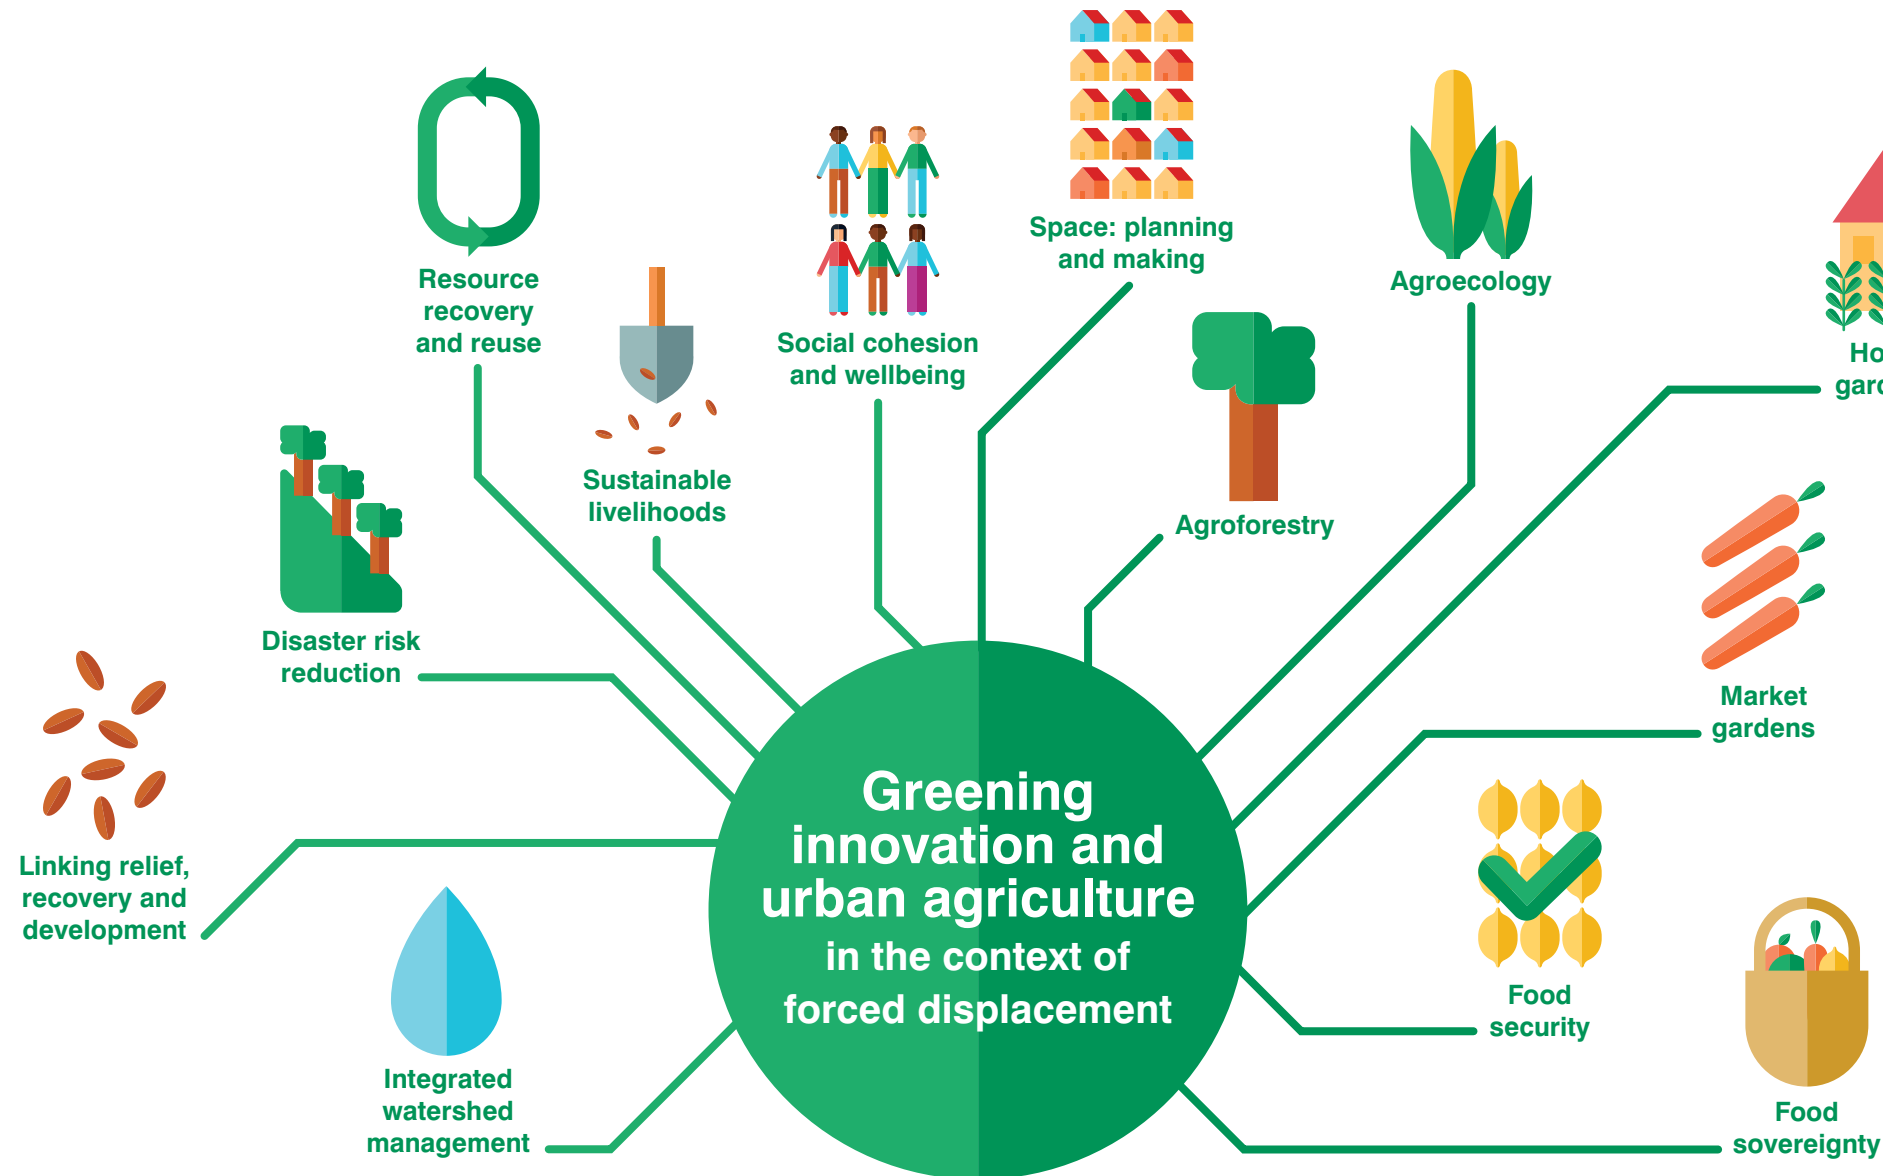 Space: planning
and making
Resource
recovery
and reuse
Agroecology
Social cohesion
and wellbeing
Sustainable
livelihoods
Agroforestry
Disaster risk
reduction
Market
gardens
Greening
innovation and
urban agriculture
in the context of
forced displacement
Linking relief,
recovery and
development
Food
security
Integrated
watershed
management
Food
sovereignty